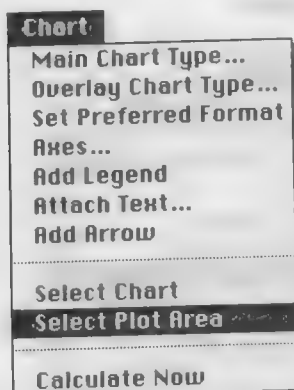 Chart
Main Chart Type...
Overlay Chart Type...
Set Preferred Format
Axes...
Add Legend
Attach Text...
Add Arrow
Select Chart
Select Plot Area
Calculate Now